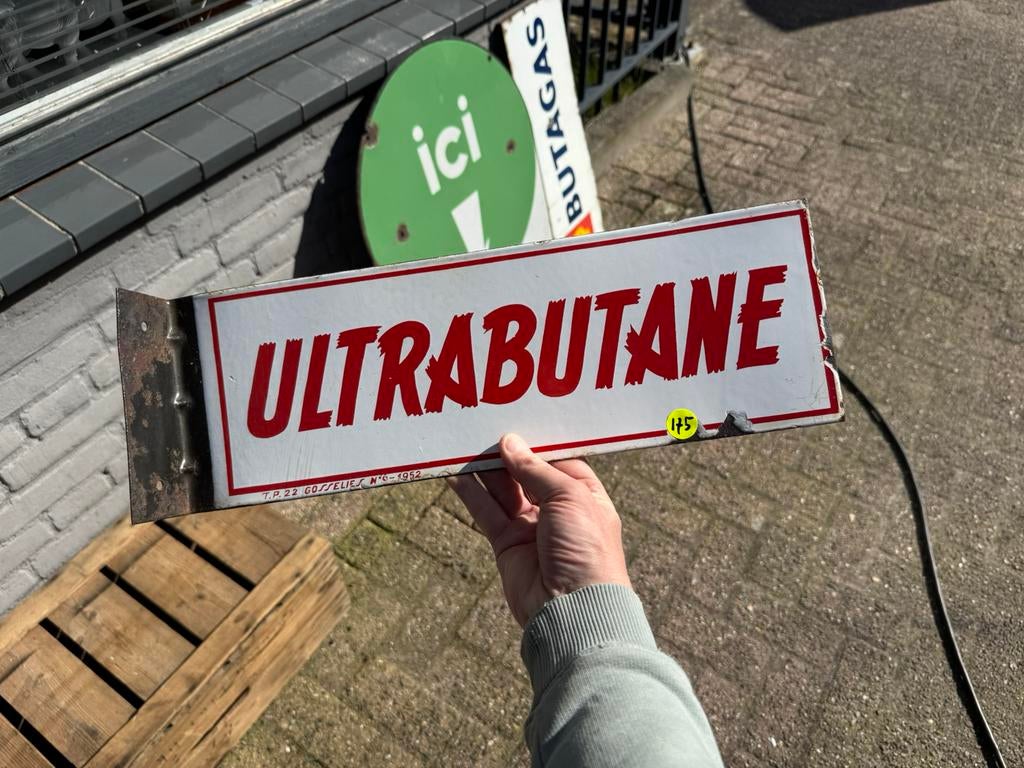 ici
BUTAGAS
ULTRABUTANE
175
T.P. 22 GOSSELIES N°6-1952